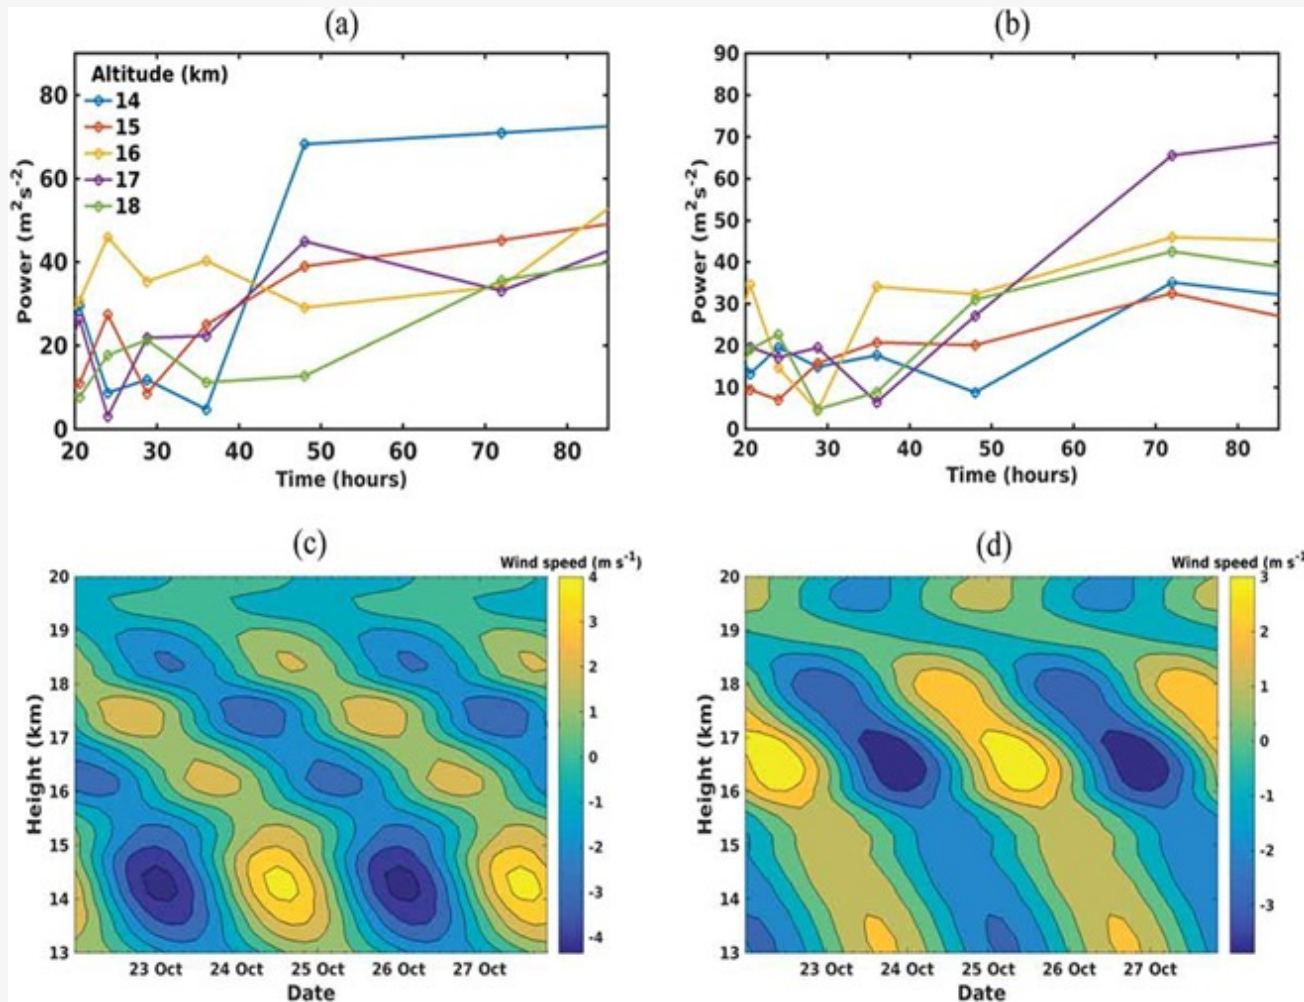 (a)
Altitude (km)
14
15
16
17
18
Power (m²s⁻²)
80
60
40
20
0
20 30 40 50 60 70 80
Time (hours)
(b)
Power (m²s⁻²)
90
80
70
60
50
40
30
20
10
0
20 30 40 50 60 70 80
Time (hours)
(c)
Wind speed (m s⁻¹)
Height (km)
20
19
18
17
16
15
14
13
23 Oct 24 Oct 25 Oct 26 Oct 27 Oct
Date
4
3
2
1
0
-1
-2
-3
-4
(d)
Wind speed (m s⁻¹)
Height (km)
20
19
18
17
16
15
14
13
23 Oct 24 Oct 25 Oct 26 Oct 27 Oct
Date
3
2
1
0
-1
-2
-3